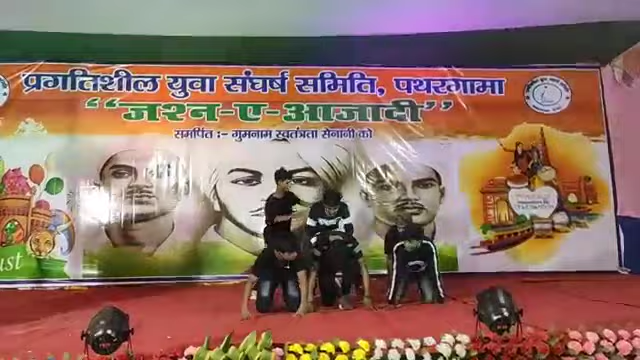 प्रगतिशील युवा संघर्ष समिति, पथरगामा
“जश्न-ए-आजादी”
समर्पित :- गुमनाम स्वतंत्रता सेनानी को